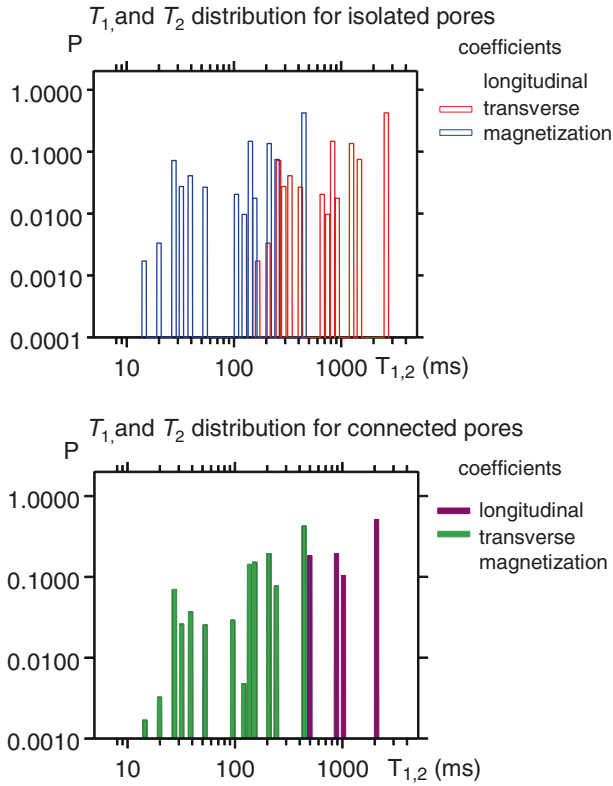 T1, and T2 distribution for isolated pores
P
coefficients
longitudinal
transverse
magnetization
1.0000
0.1000
0.0100
0.0010
0.0001
10 100 1000 T1,2 (ms)
T1, and T2 distribution for connected pores
P
coefficients
longitudinal
transverse
magnetization
1.0000
0.1000
0.0100
0.0010
10 100 1000 T1,2 (ms)